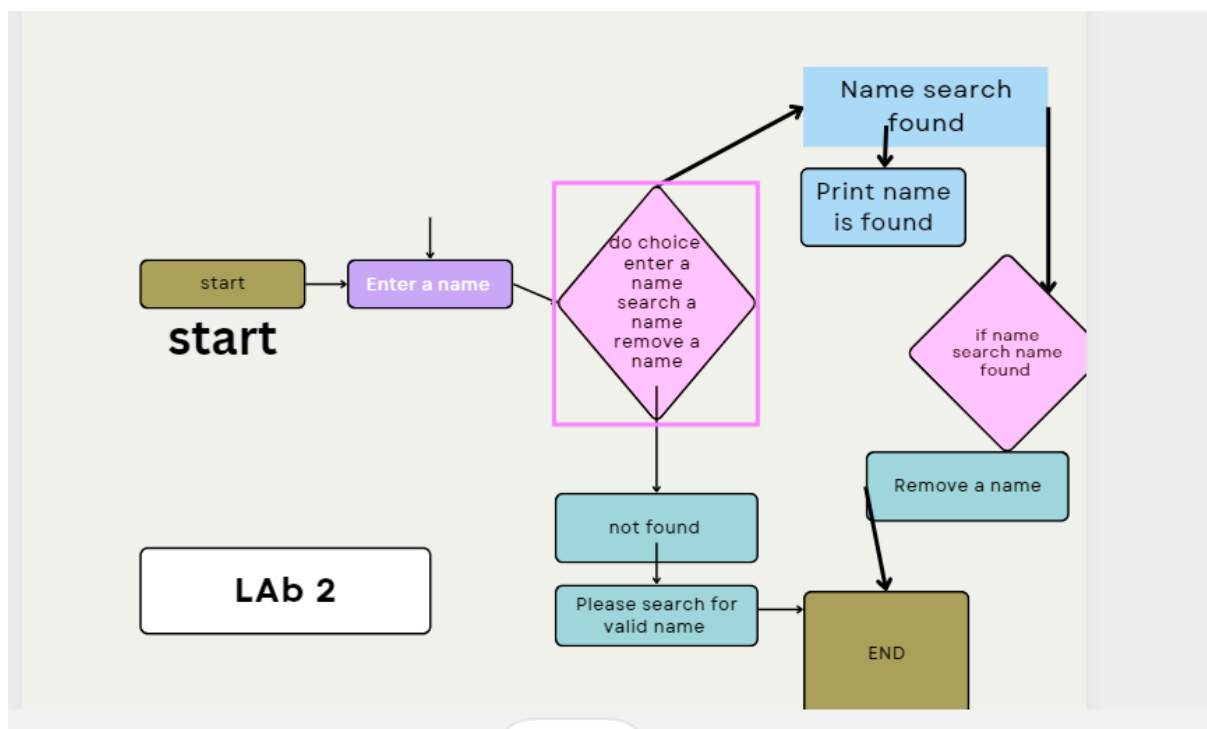 Name search
found
Print name
is found
do choice
enter a
name
search a
name
remove a
name
start
Enter a name
start
if name
search name
found
Remove a name
not found
LAb 2
Please search for
valid name
END